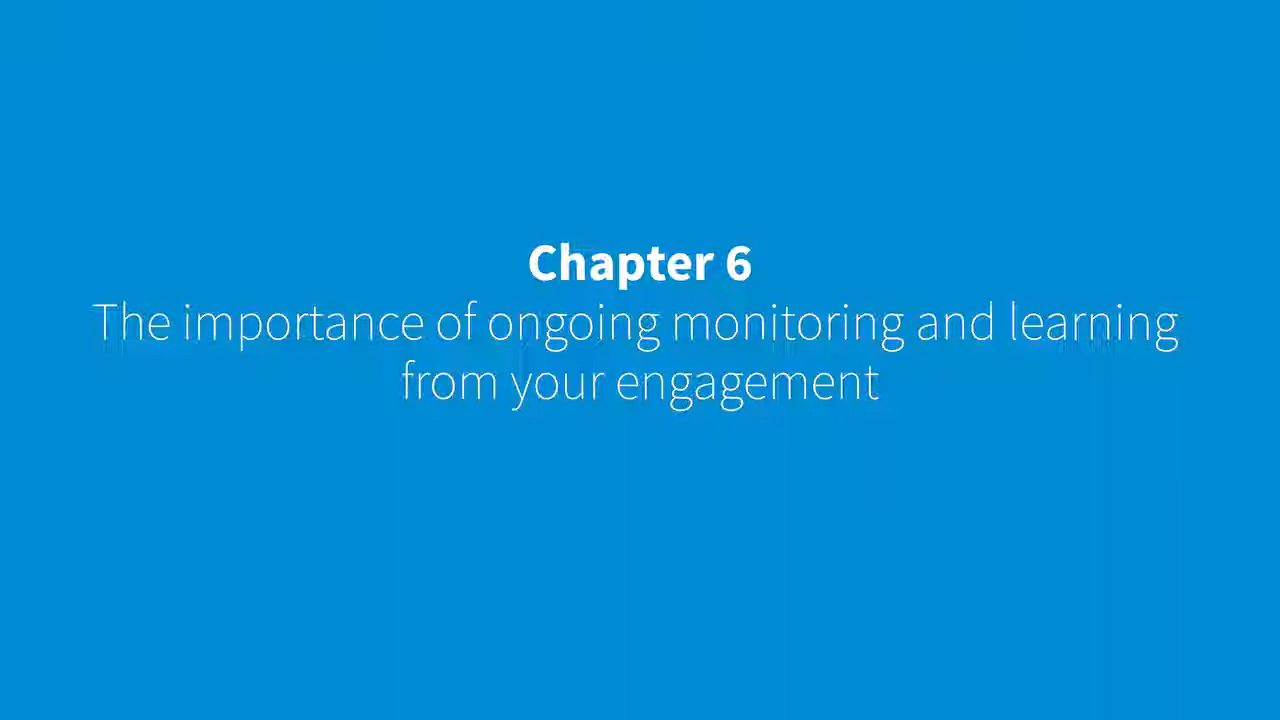 Chapter 6
The importance of ongoing monitoring and learning
from your engagement